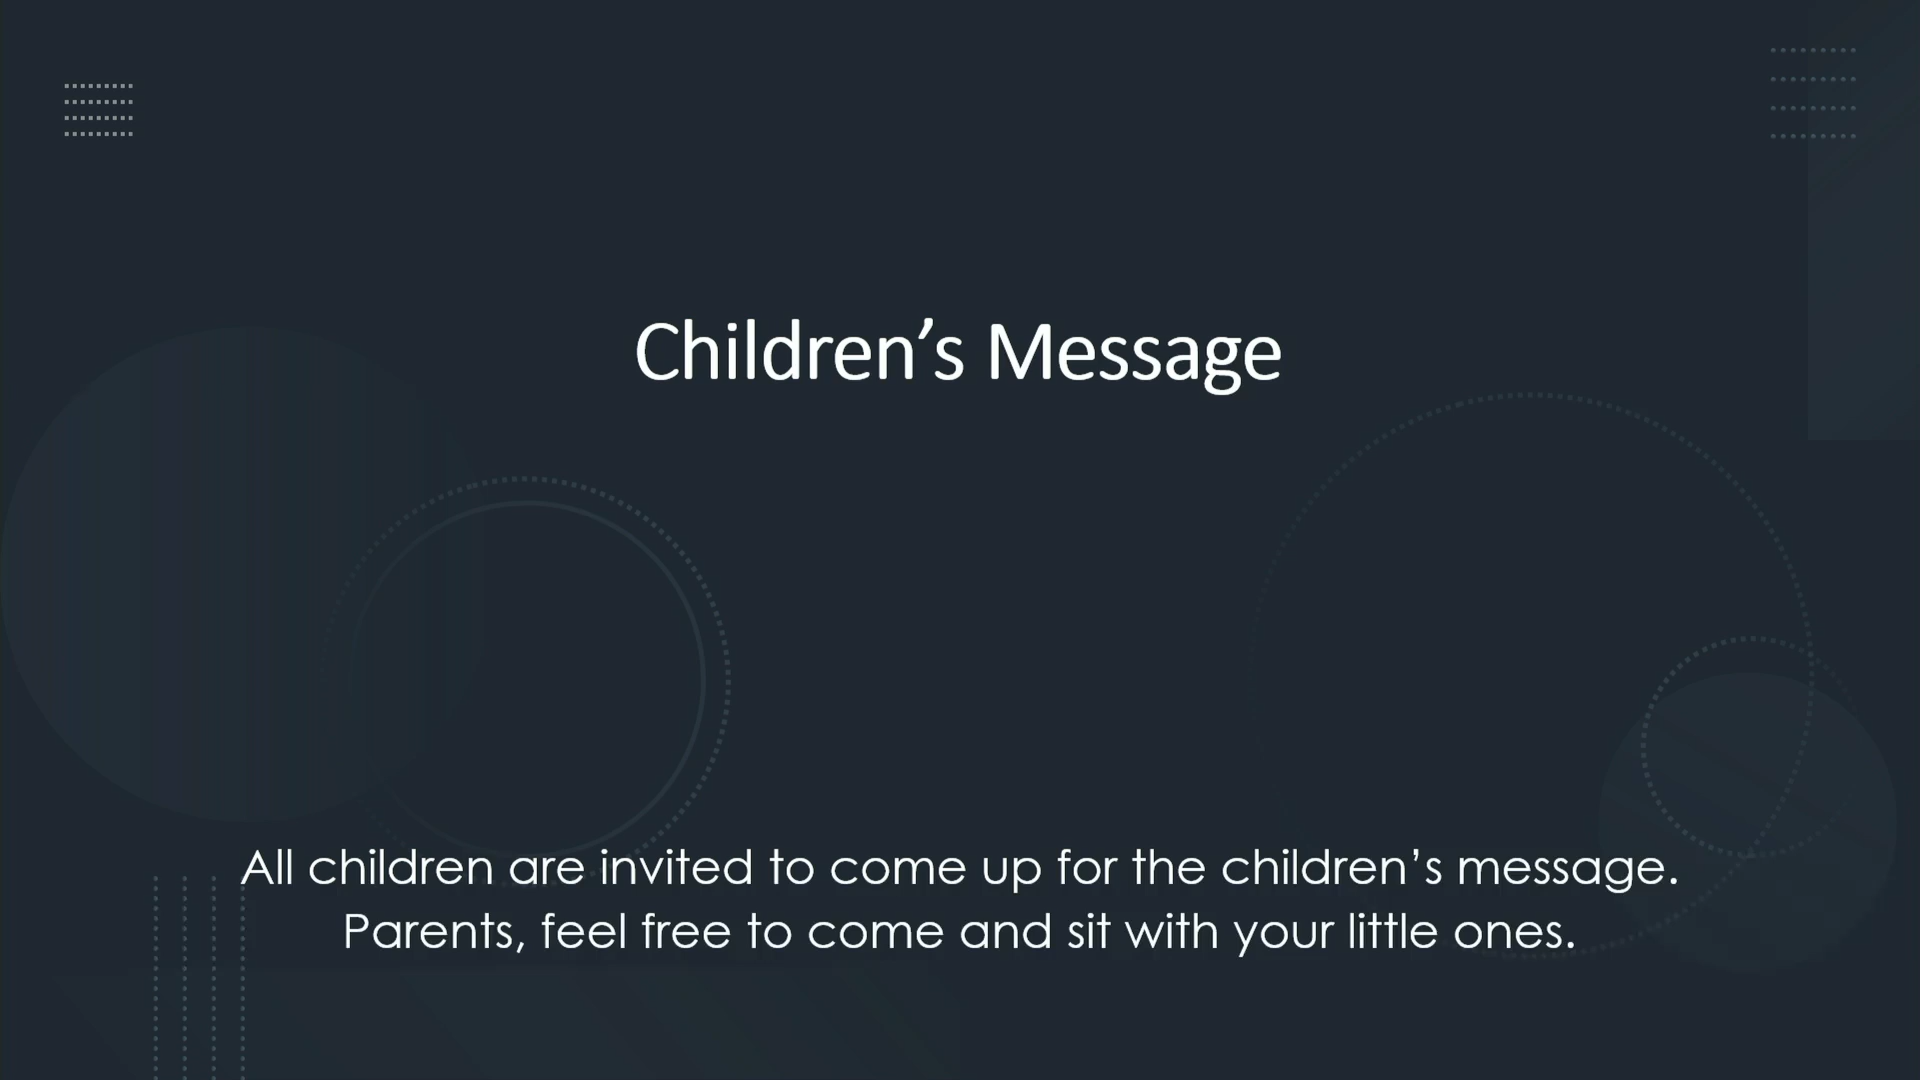 Children’s Message
All children are invited to come up for the children’s message.
Parents, feel free to come and sit with your little ones.